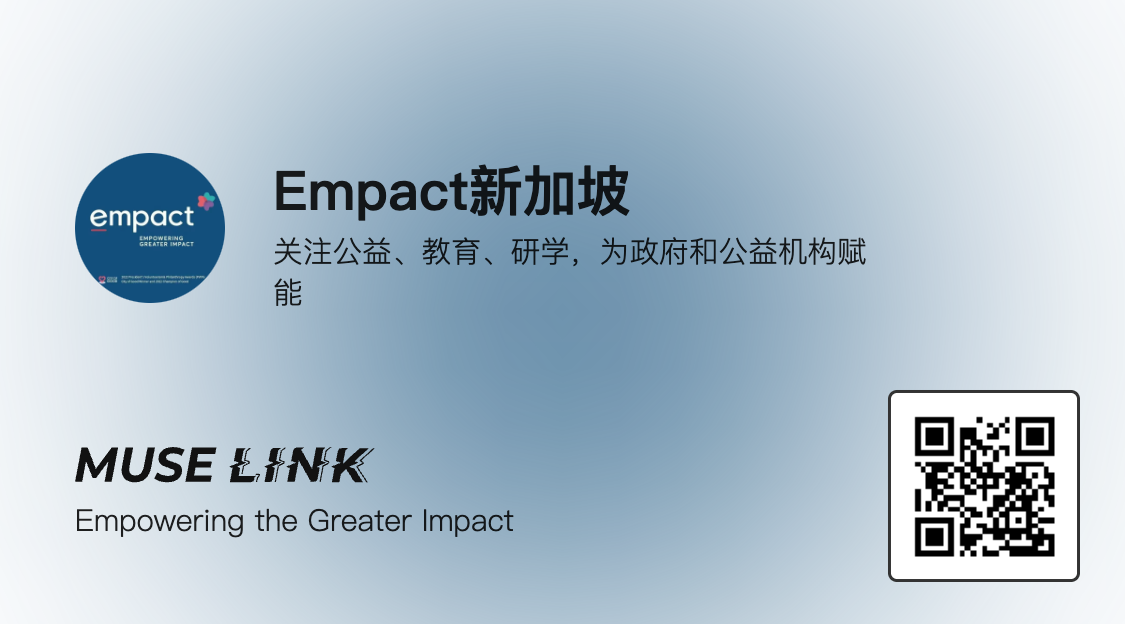 empact
EMPOWERING
GREATER IMPACT
Empact新加坡
关注公益、教育、研学，为政府和公益机构赋
能
MUSE LINK
Empowering the Greater Impact